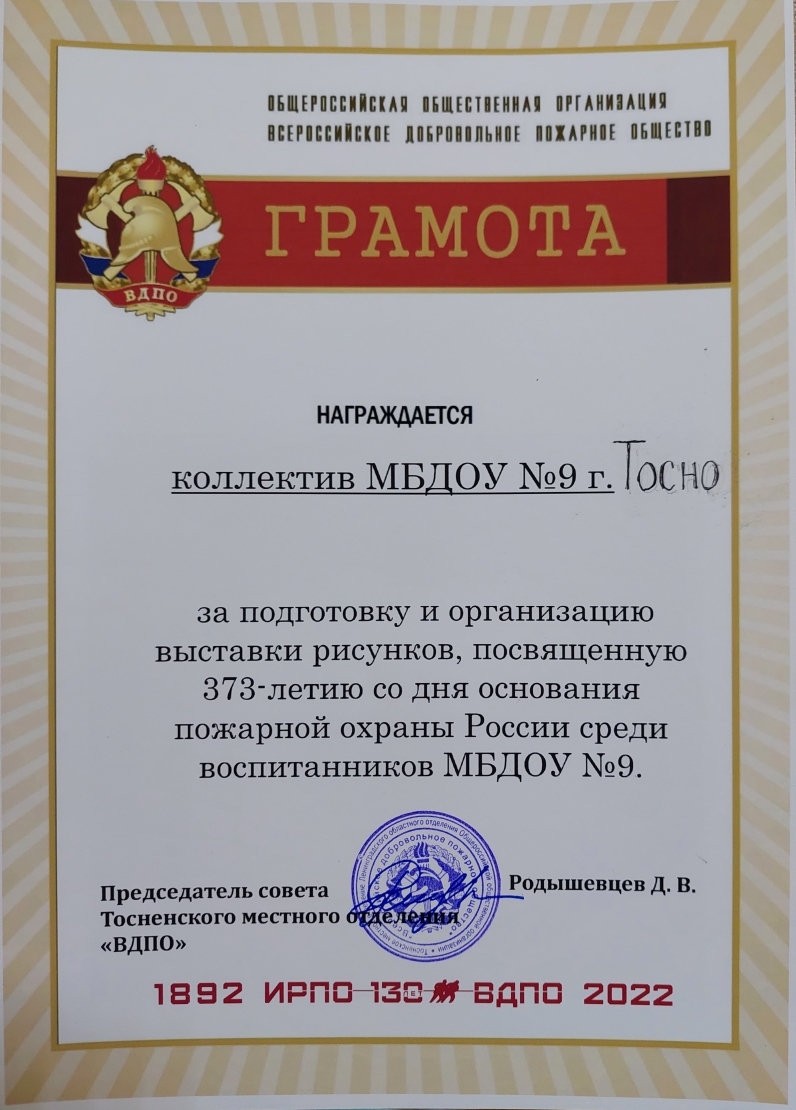 ОБЩЕРОССИЙСКАЯ ОБЩЕСТВЕННАЯ ОРГАНИЗАЦИЯ
ВСЕРОССИЙСКОЕ ДОБРОВОЛЬНОЕ ПОЖАРНОЕ ОБЩЕСТВО
ГРАМОТА
ВДПО
НАГРАЖДАЕТСЯ
коллектив МБДОУ №9 г. Тосно
за подготовку и организацию
выставки рисунков, посвященную
373-летию со дня основания
пожарной охраны России среди
воспитанников МБДОУ №9.
Председатель совета
Тосненского местного отделения
«ВДПО»
Родышевцев Д. В.
1892 ИРПО 130 ЛЕТ ВДПО 2022